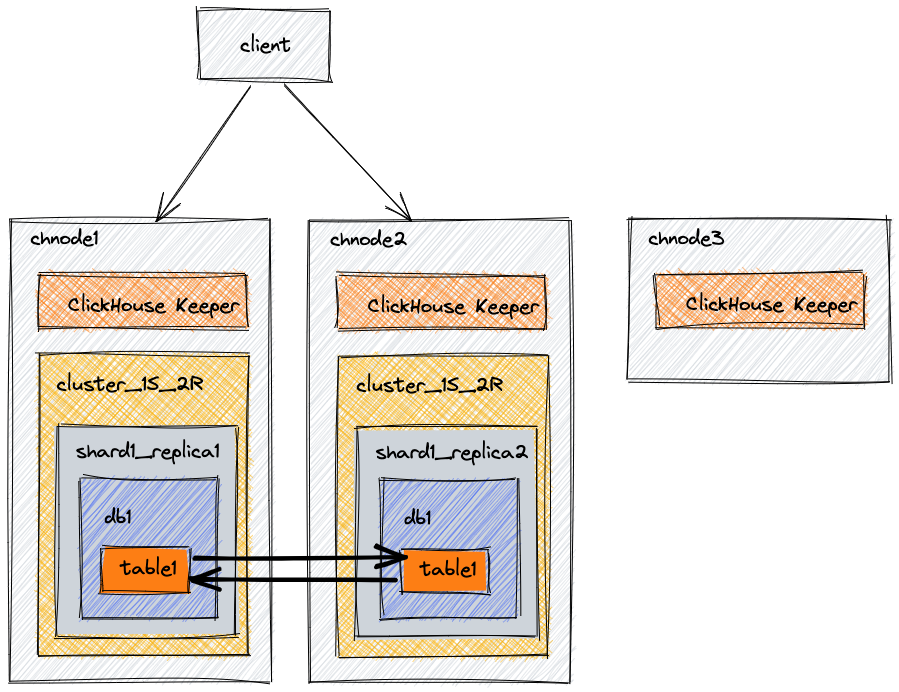 client
chnode1
ClickHouse Keeper
cluster_1S_2R
shard1_replica1
db1
table1
chnode2
ClickHouse Keeper
cluster_1S_2R
shard1_replica2
db1
table1
chnode3
ClickHouse Keeper